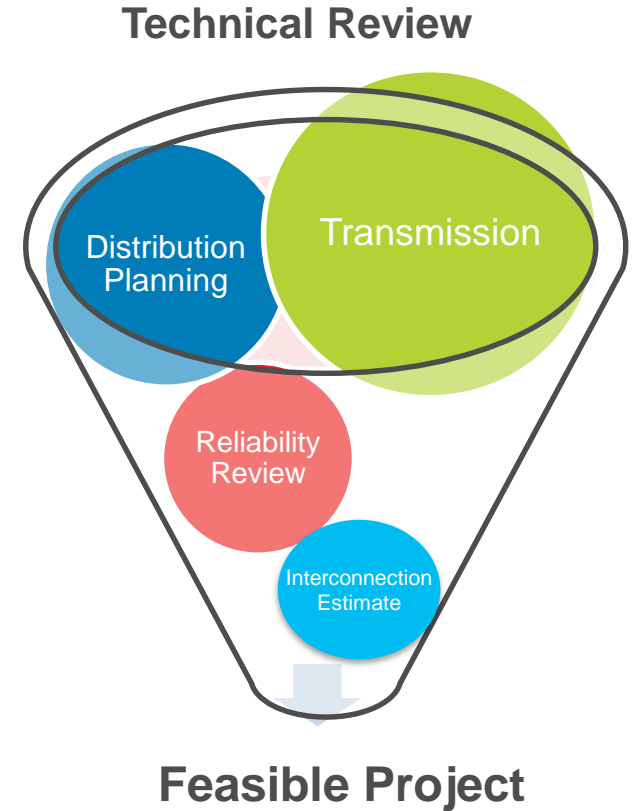 Technical Review
Distribution
Planning
Transmission
Reliability
Review
Interconnection
Estimate
Feasible Project